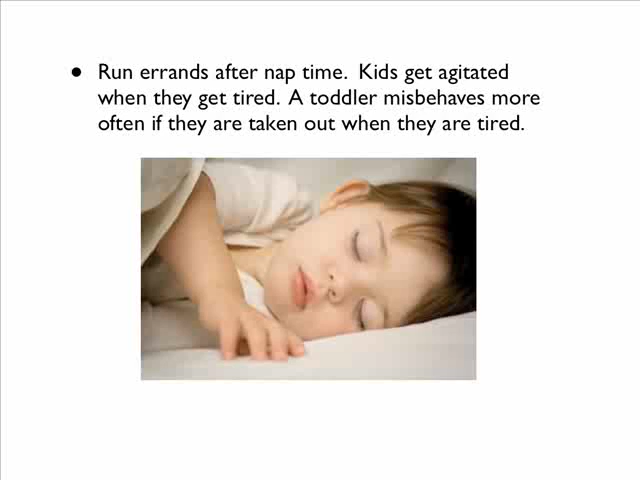 • Run errands after nap time.  Kids get agitated
when they get tired.  A toddler misbehaves more
often if they are taken out when they are tired.